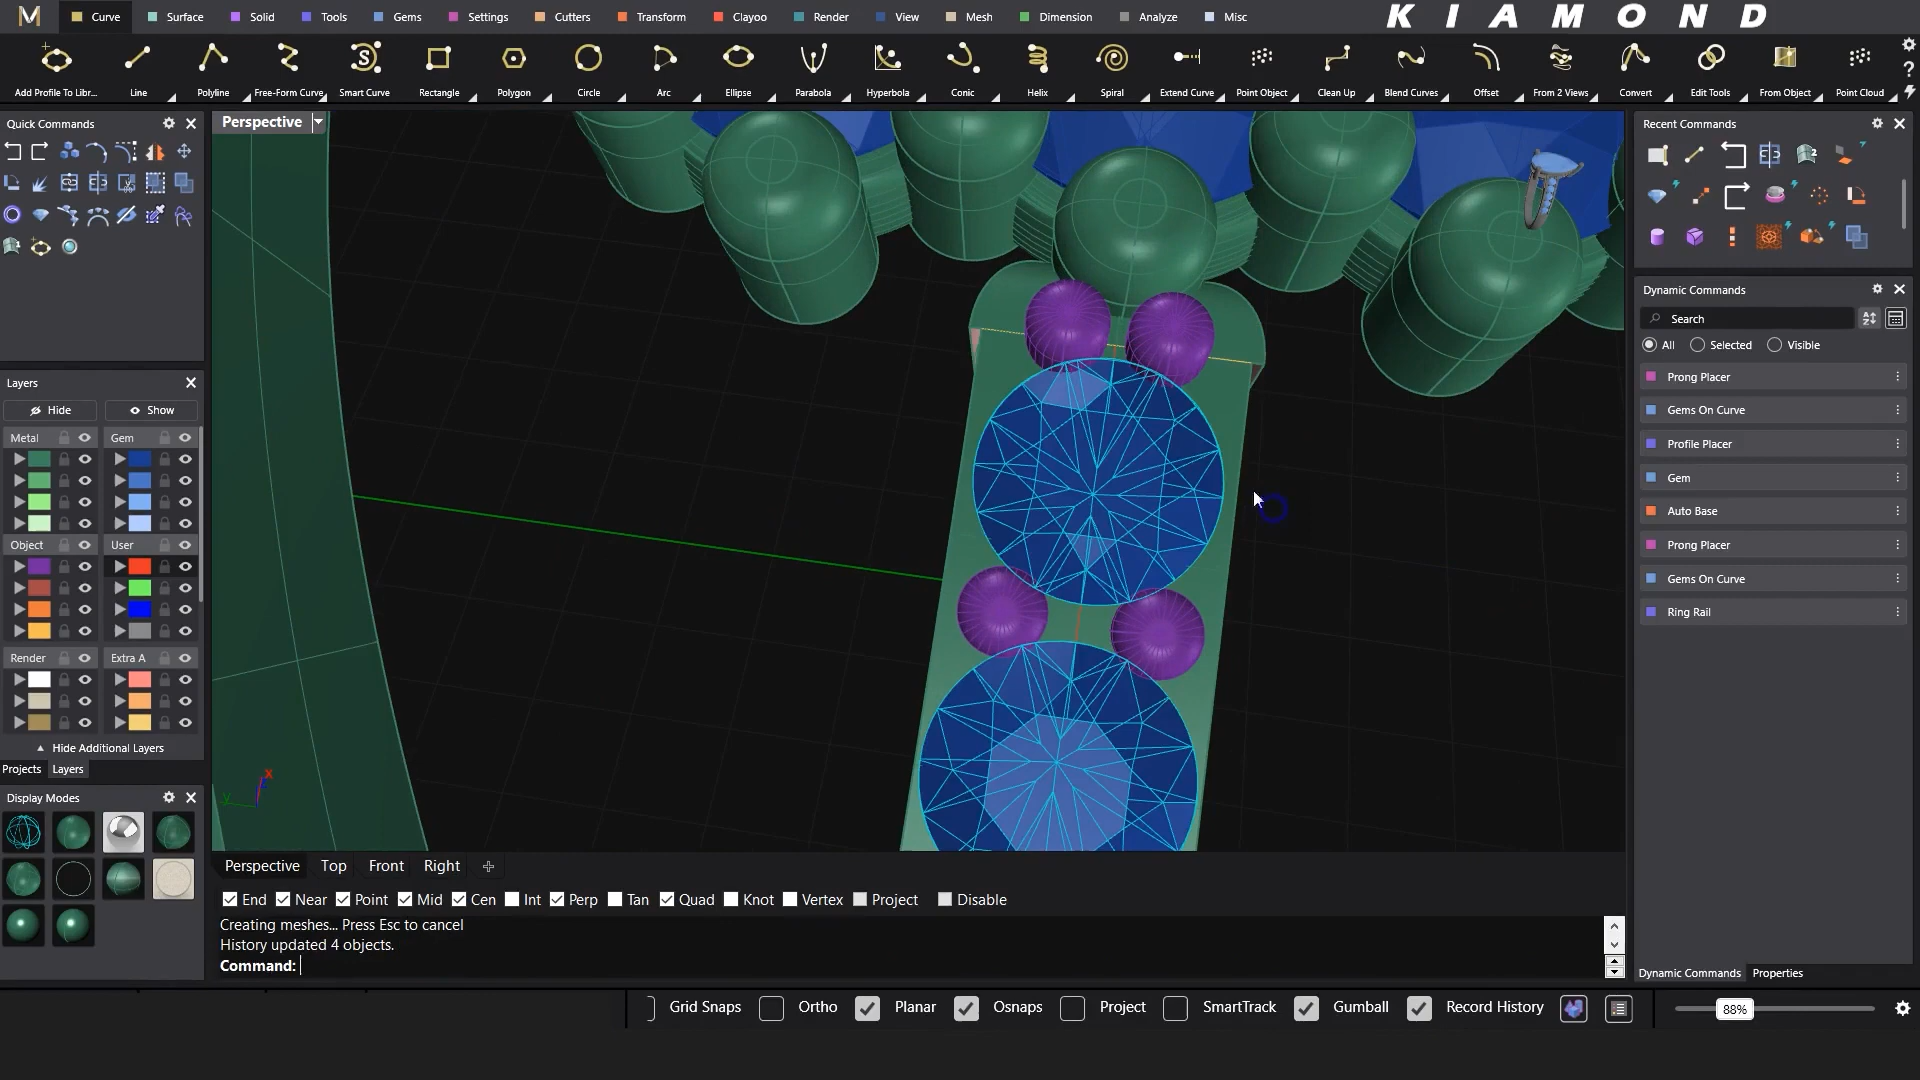 Curve Surface Solid Tools Gems Settings Cutters Transform Clayoo Render View Mesh Dimension Analyze Misc
KIAMOND
Add Profile To Libr... Line Polyline Free-Form Curve Smart Curve Rectangle Polygon Circle Arc Ellipse Parabola Hyperbola Conic Helix Spiral Extend Curve Point Object Clean Up Blend Curves Offset From 2 Views Convert Edit Tools From Object Point Cloud
Quick Commands
Perspective
Recent Commands
Dynamic Commands
Search
All Selected Visible
Prong Placer
Gems On Curve
Profile Placer
Gem
Auto Base
Prong Placer
Gems On Curve
Ring Rail
Layers
Hide Show
Metal Gem
Object User
Render Extra A
Hide Additional Layers
Projects Layers
Display Modes
x
y
Perspective Top Front Right
End Near Point Mid Cen Int Perp Tan Quad Knot Vertex Project Disable
Creating meshes... Press Esc to cancel
History updated 4 objects.
Command:
Dynamic Commands Properties
Grid Snaps Ortho Planar Osnaps Project SmartTrack Gumball Record History 88%